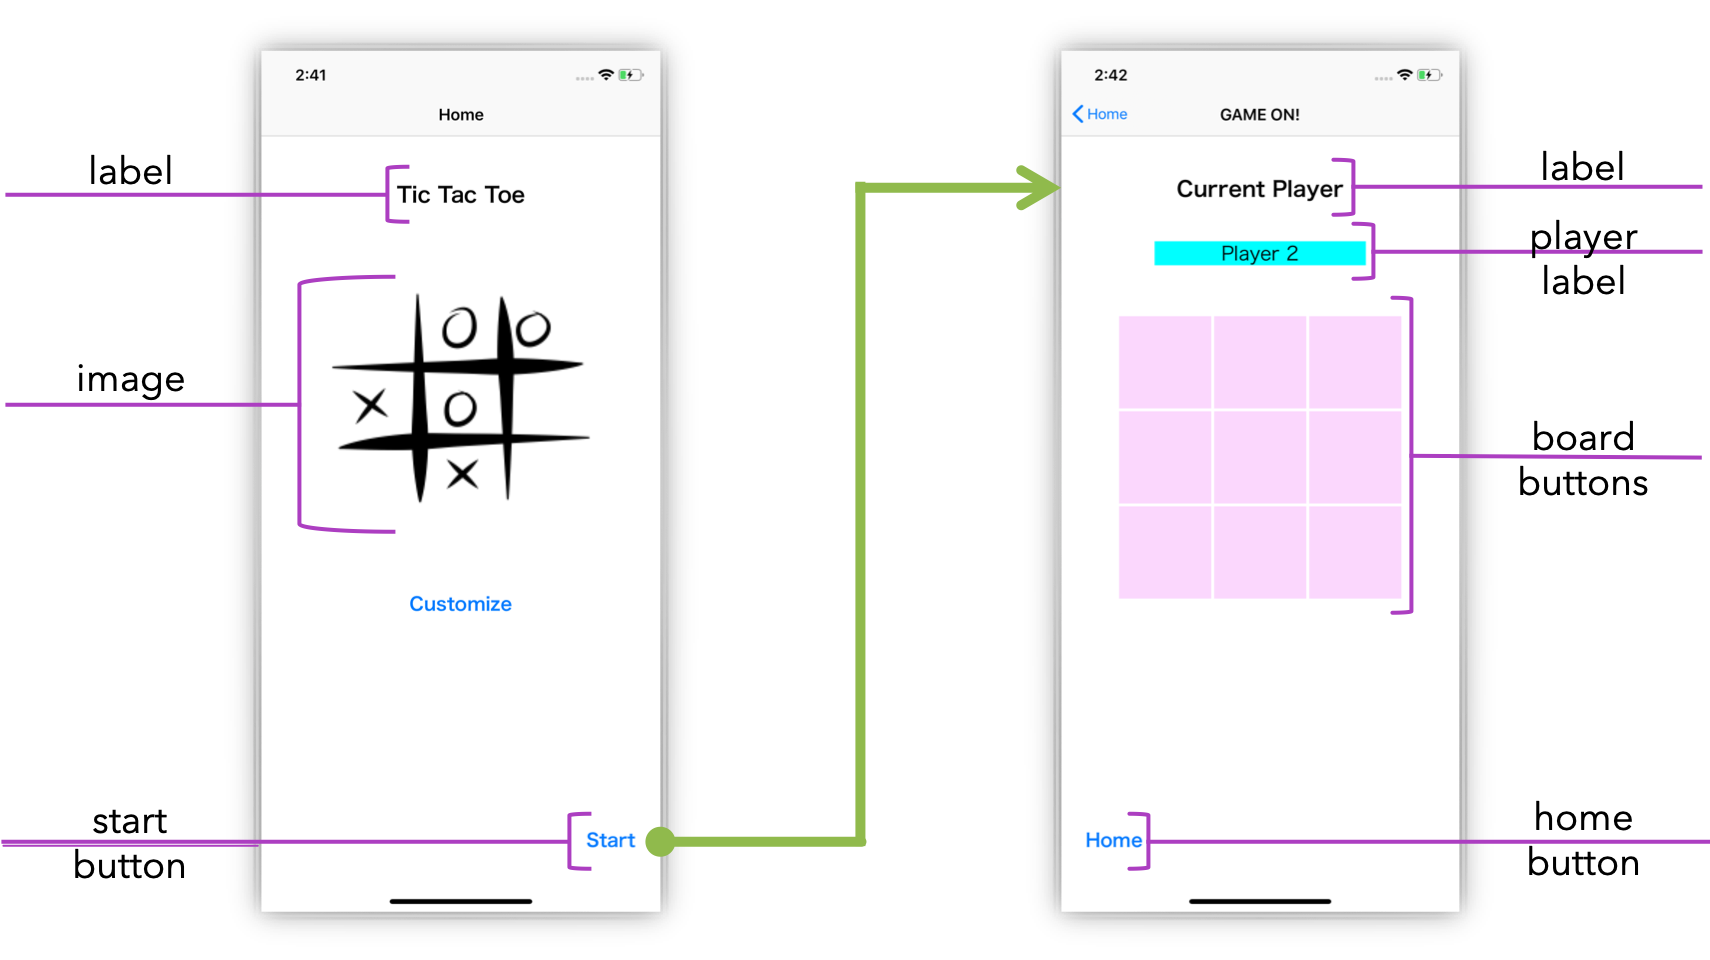 2:41
Home
label
Tic Tac Toe
image
O O
X O
X
Customize
start
button
Start
2:42
Home
GAME ON!
Current Player
label
Player 2
player
label
board
buttons
Home
home
button